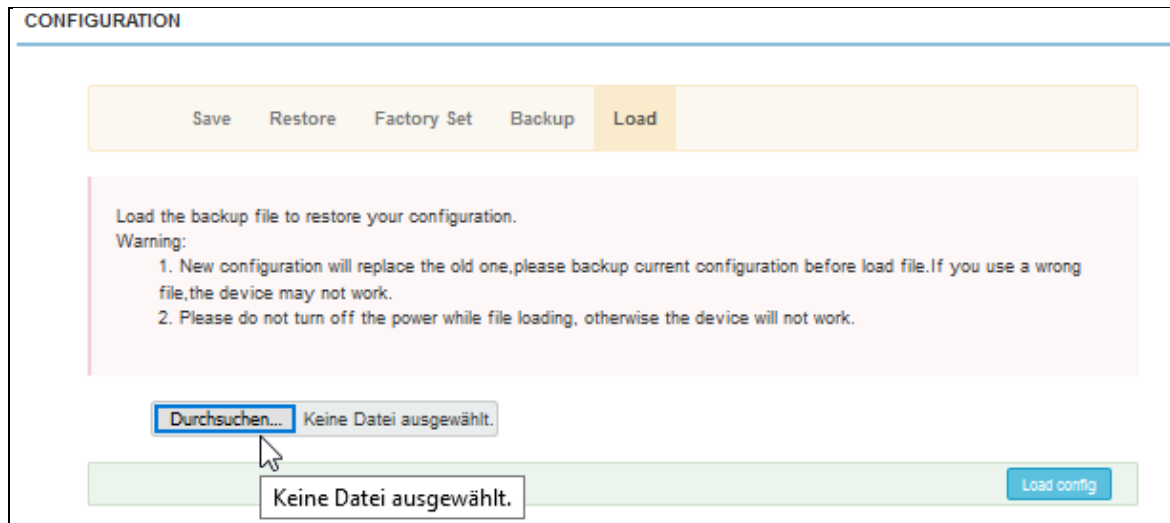 CONFIGURATION
Save Restore Factory Set Backup Load
Load the backup file to restore your configuration.
Warning:
1. New configuration will replace the old one,please backup current configuration before load file.If you use a wrong
file,the device may not work.
2. Please do not turn off the power while file loading, otherwise the device will not work.
Durchsuchen... Keine Datei ausgewählt.
Load config
Keine Datei ausgewählt.